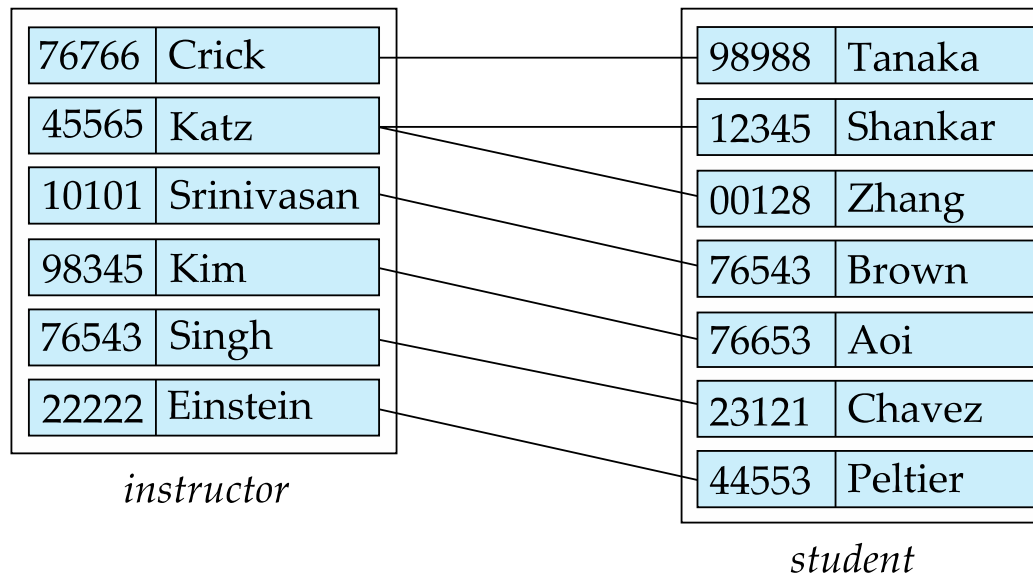 76766 Crick
45565 Katz
10101 Srinivasan
98345 Kim
76543 Singh
22222 Einstein
instructor
98988 Tanaka
12345 Shankar
00128 Zhang
76543 Brown
76653 Aoi
23121 Chavez
44553 Peltier
student